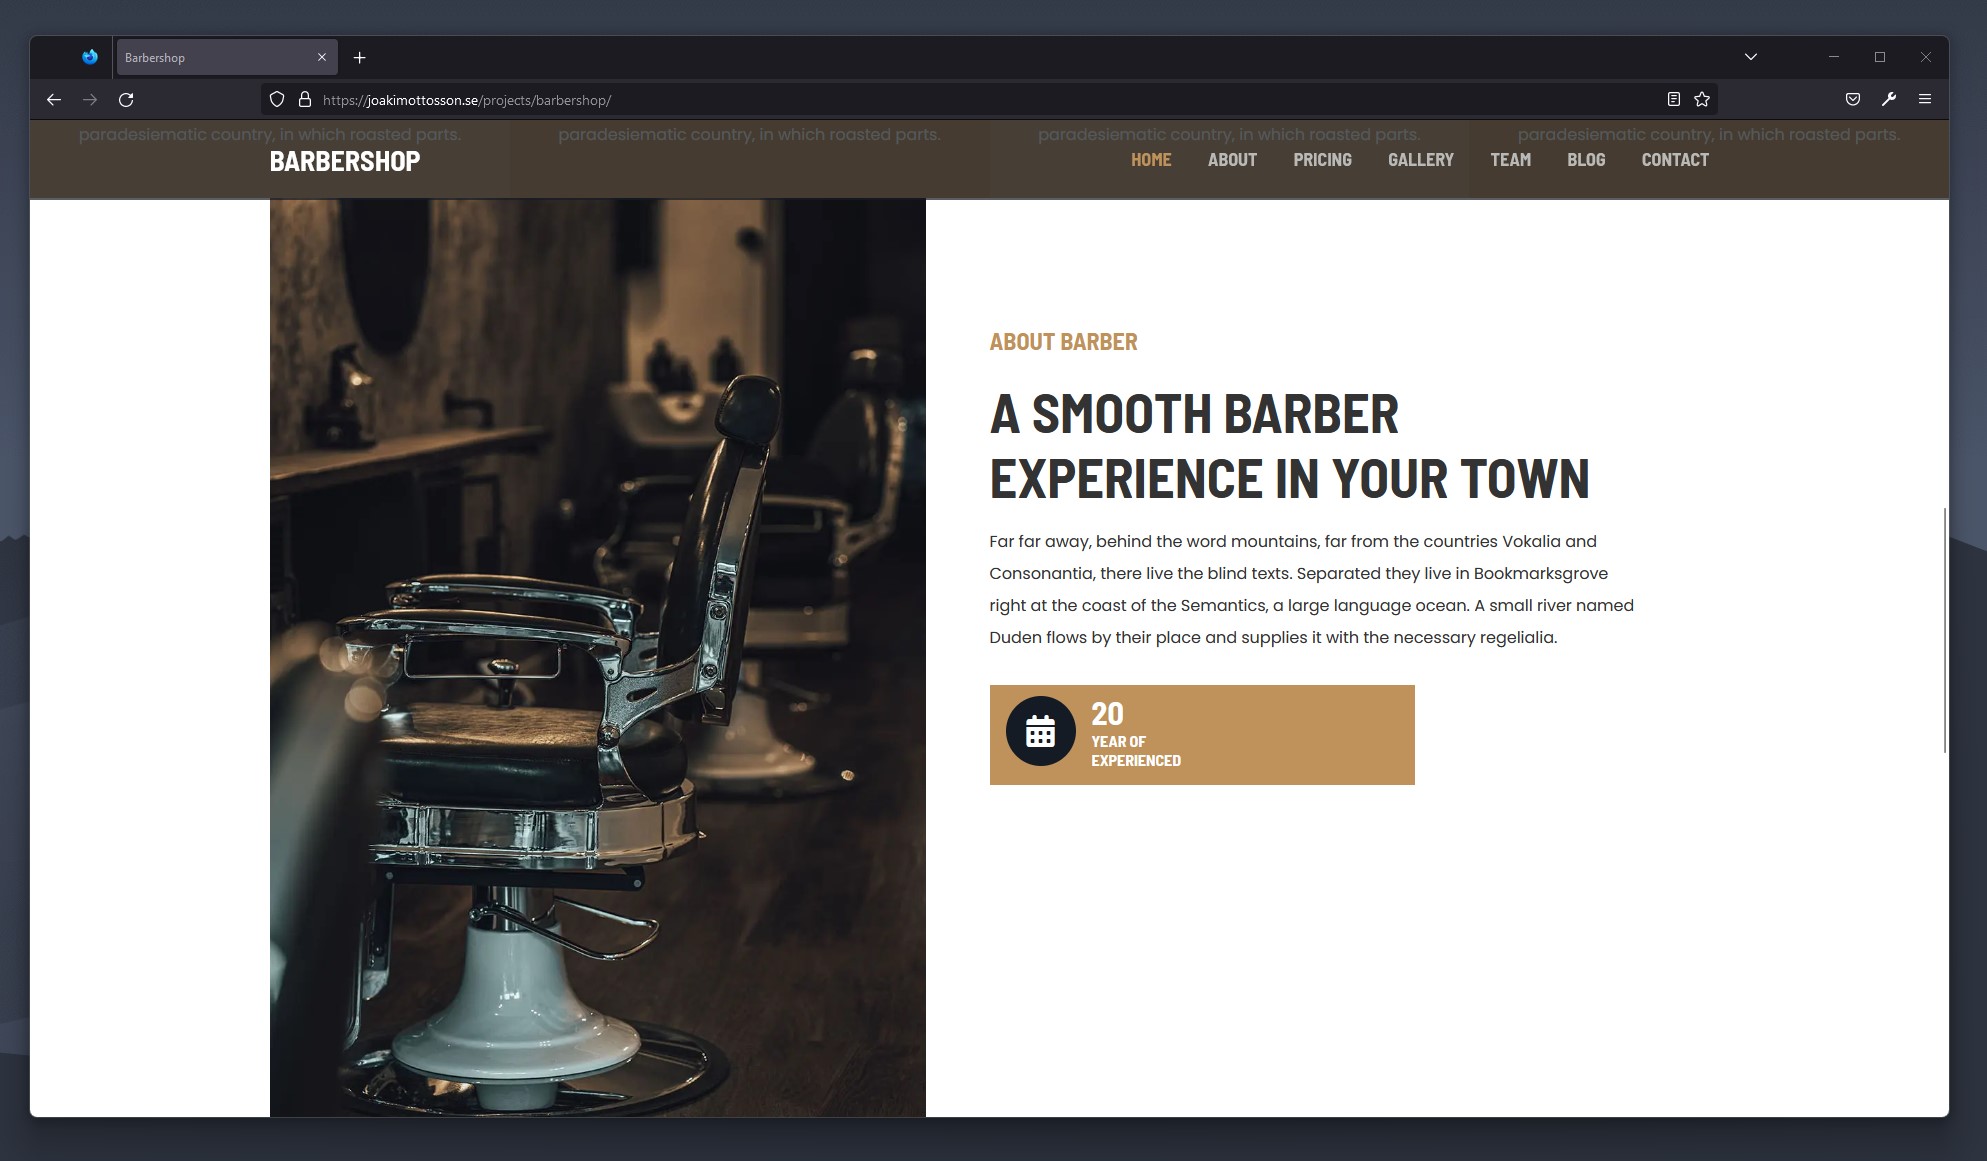 Barbershop
https://joakimottosson.se/projects/barbershop/
paradesiematic country, in which roasted parts.
paradesiematic country, in which roasted parts.
paradesiematic country, in which roasted parts.
paradesiematic country, in which roasted parts.
BARBERSHOP
HOME
ABOUT
PRICING
GALLERY
TEAM
BLOG
CONTACT
ABOUT BARBER
A SMOOTH BARBER
EXPERIENCE IN YOUR TOWN
Far far away, behind the word mountains, far from the countries Vokalia and
Consonantia, there live the blind texts. Separated they live in Bookmarksgrove
right at the coast of the Semantics, a large language ocean. A small river named
Duden flows by their place and supplies it with the necessary regelialia.
20
YEAR OF
EXPERIENCED